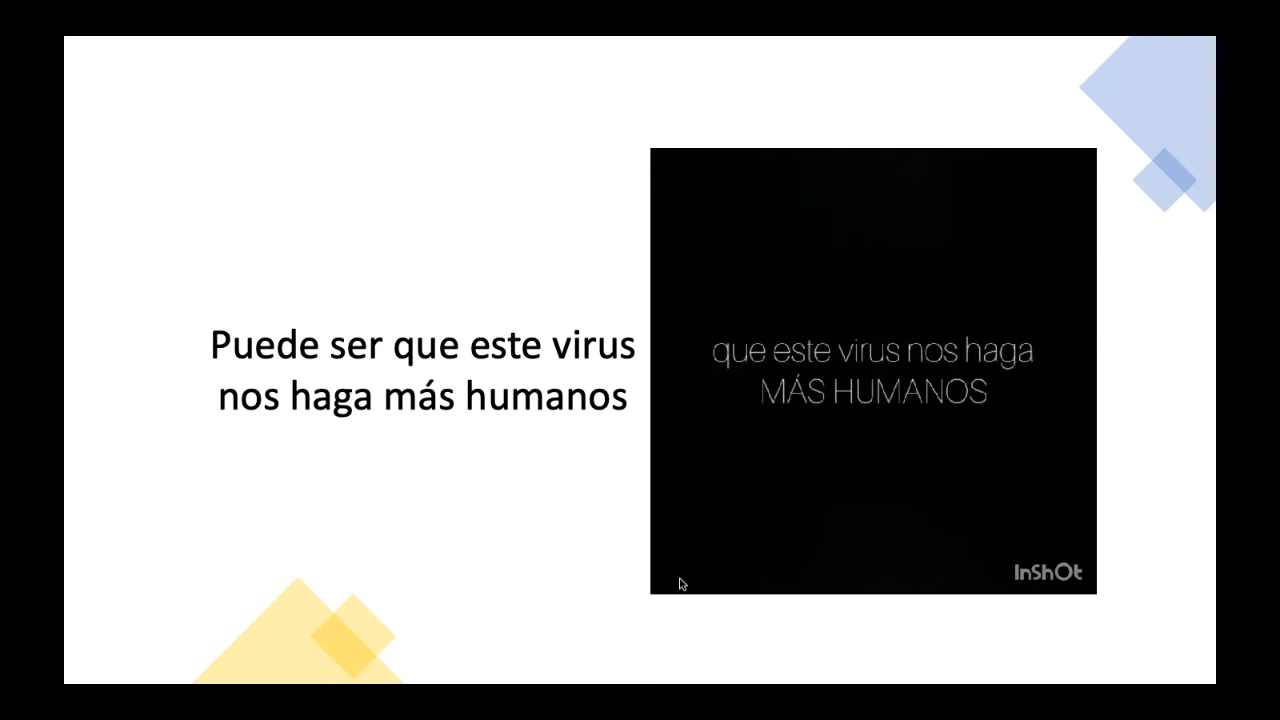 Puede ser que este virus
nos haga más humanos
que este virus nos haga
MÁS HUMANOS
InShOt